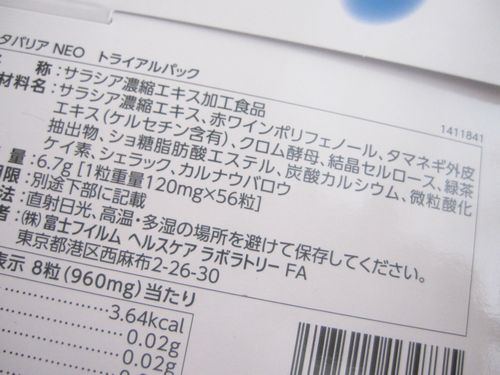 タバリア NEO トライアルパック
称：サラシア濃縮エキス加工食品
材料名：サラシア濃縮エキス、赤ワインポリフェノール、タマネギ外皮
エキス（ケルセチン含有）、クロム酵母、結晶セルロース、緑茶
抽出物、ショ糖脂肪酸エステル、炭酸カルシウム、微粒酸化
ケイ素、シェラック、カルナウバロウ
量：6.7g［1粒重量120mg×56粒］
期限：別途下部に記載
法：直射日光、高温・多湿の場所を避けて保存してください。
者：（株）富士フイルム ヘルスケア ラボラトリー FA
東京都港区西麻布2-26-30
表示 8粒（960mg）当たり
3.64kcal
0.02g
0.02g
1411841